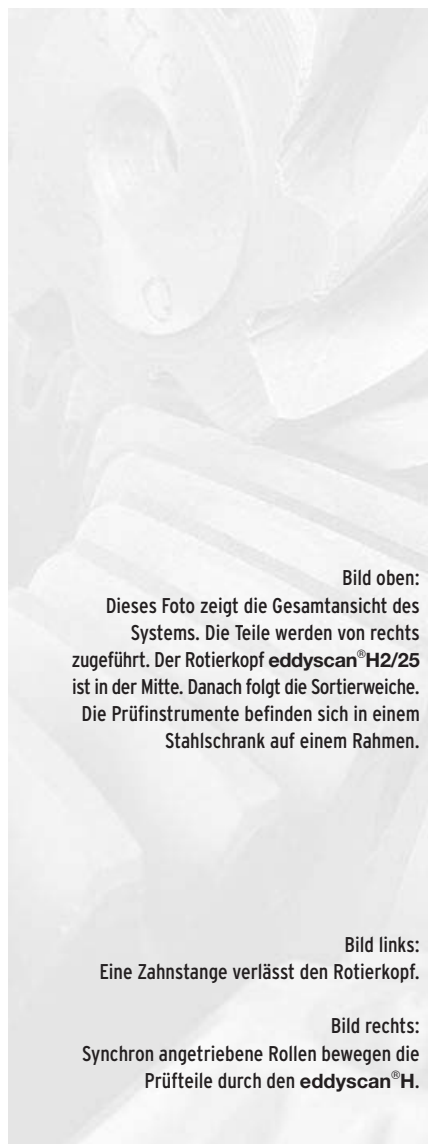 Bild oben:
Dieses Foto zeigt die Gesamtansicht des
Systems. Die Teile werden von rechts
zugeführt. Der Rotierkopf eddyscan®H2/25
ist in der Mitte. Danach folgt die Sortierweiche.
Die Prüfinstrumente befinden sich in einem
Stahlschrank auf einem Rahmen.
Bild links:
Eine Zahnstange verlässt den Rotierkopf.
Bild rechts:
Synchron angetriebene Rollen bewegen die
Prüfteile durch den eddyscan®H.